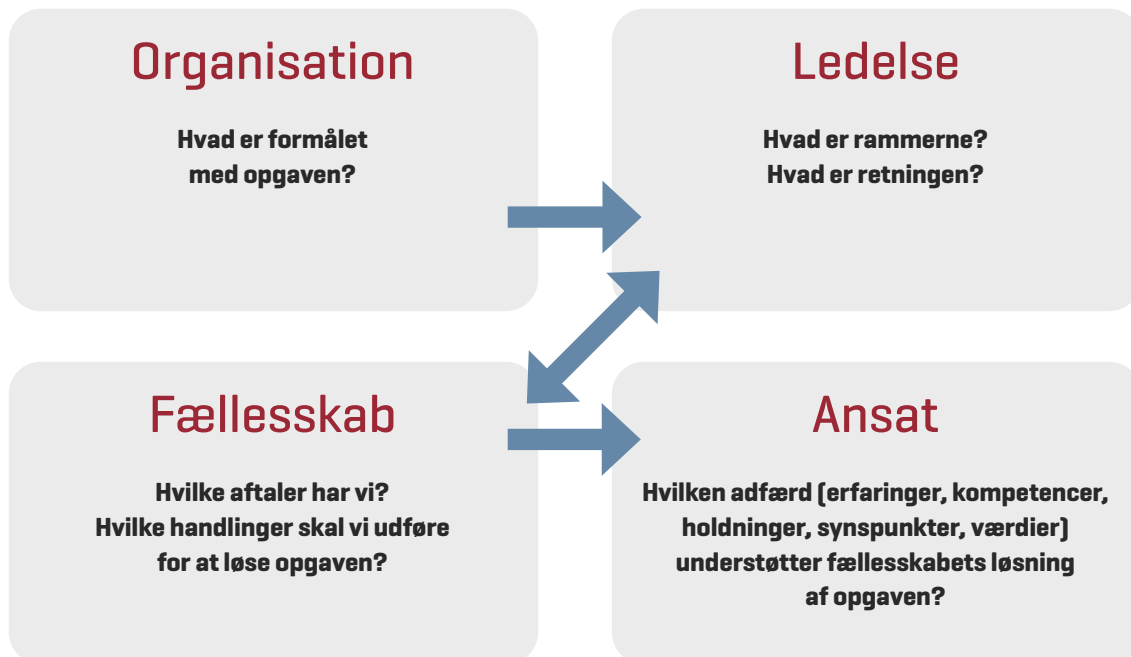 Organisation
Hvad er formålet
med opgaven?
Ledelse
Hvad er rammerne?
Hvad er retningen?
Fællesskab
Hvilke aftaler har vi?
Hvilke handlinger skal vi udføre
for at løse opgaven?
Ansat
Hvilken adfærd (erfaringer, kompetencer,
holdninger, synspunkter, værdier)
understøtter fællesskabets løsning
af opgaven?